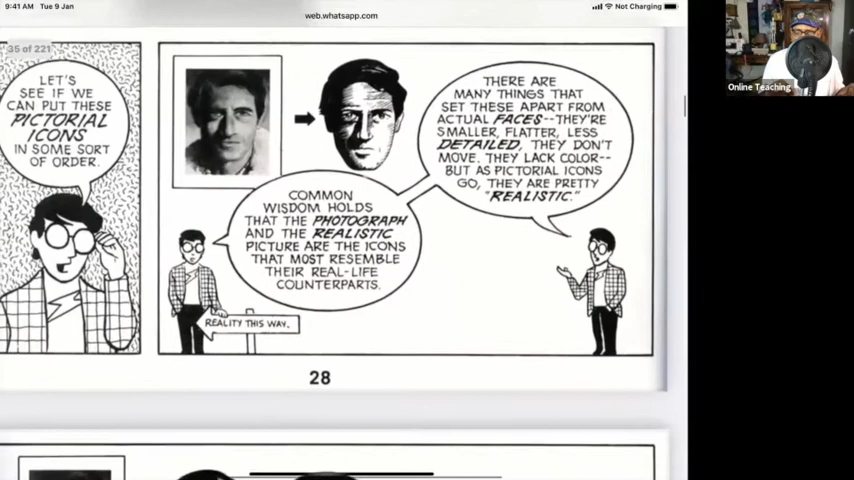 9:41 AM Tue 9 Jan
web.whatsapp.com
Not Charging
35 of 221
LET'S
SEE IF WE
CAN PUT THESE
PICTORIAL
ICONS
IN SOME SORT
OF ORDER.
COMMON
WISDOM HOLDS
THAT THE PHOTOGRAPH
AND THE REALISTIC
PICTURE ARE THE ICONS
THAT MOST RESEMBLE
THEIR REAL-LIFE
COUNTERPARTS.
REALITY THIS WAY.
THERE ARE
MANY THINGS THAT
SET THESE APART FROM
ACTUAL FACES--THEY'RE
SMALLER, FLATTER, LESS
DETAILED, THEY DON'T
MOVE, THEY LACK COLOR--
BUT AS PICTORIAL ICONS
GO, THEY ARE PRETTY
"REALISTIC."
28
Online Teaching